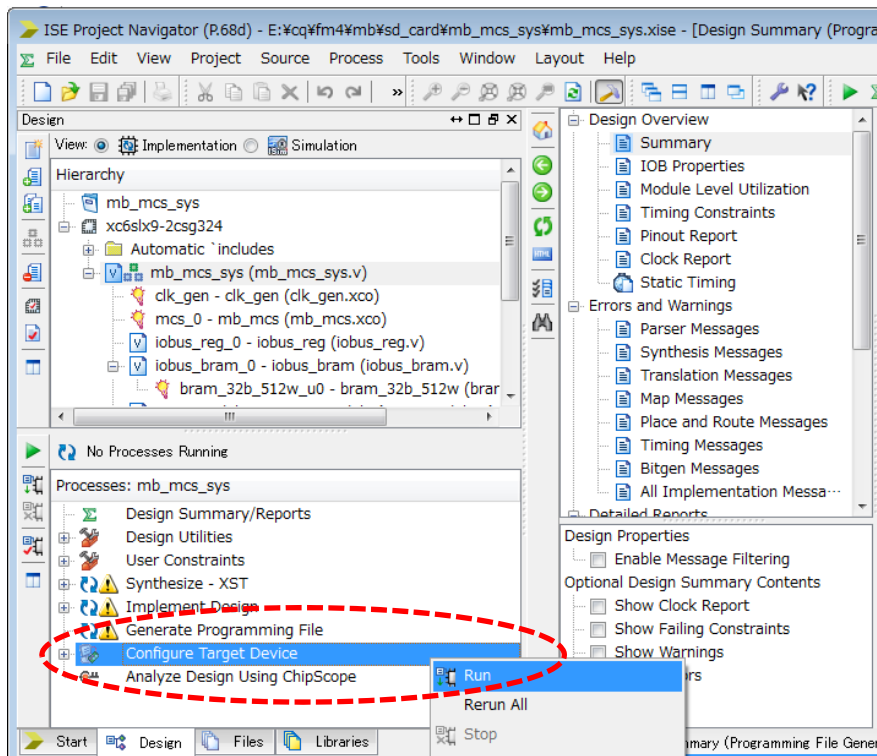 ISE Project Navigator (P.68d) - E:¥cq¥fm4¥mb¥sd_card¥mb_mcs_sys¥mb_mcs_sys.xise - [Design Summary (Progra
File Edit View Project Source Process Tools Window Layout Help
Design
View: Implementation Simulation
Hierarchy
mb_mcs_sys
xc6slx9-2csg324
Automatic `includes
mb_mcs_sys (mb_mcs_sys.v)
clk_gen - clk_gen (clk_gen.xco)
mcs_0 - mb_mcs (mb_mcs.xco)
iobus_reg_0 - iobus_reg (iobus_reg.v)
iobus_bram_0 - iobus_bram (iobus_bram.v)
bram_32b_512w_u0 - bram_32b_512w (brar
No Processes Running
Processes: mb_mcs_sys
Design Summary/Reports
Design Utilities
User Constraints
Synthesize - XST
Implement Design
Generate Programming File
Configure Target Device
Analyze Design Using ChipScope
Run
Rerun All
Stop
Start Design Files Libraries
Design Overview
Summary
IOB Properties
Module Level Utilization
Timing Constraints
Pinout Report
Clock Report
Static Timing
Errors and Warnings
Parser Messages
Synthesis Messages
Translation Messages
Map Messages
Place and Route Messages
Timing Messages
Bitgen Messages
All Implementation Messa…
Detailed Reports
Design Properties
Enable Message Filtering
Optional Design Summary Contents
Show Clock Report
Show Failing Constraints
Show Warnings
rs
mmary (Programming File Gener